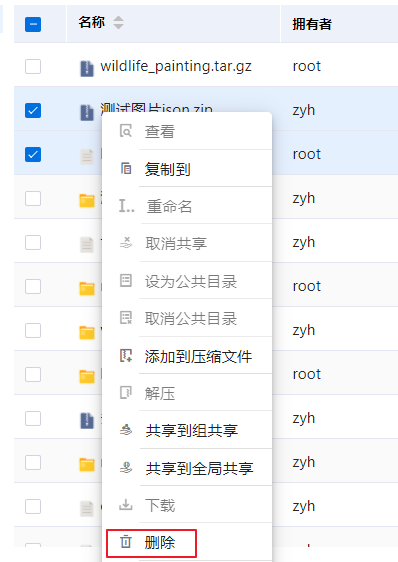 名称 拥有者
wildlife_painting.tar.gz root
测试图片json.zip zyh
root
zyh
zyh
root
zyh
root
zyh
zyh
zyh
查看
复制到
重命名
取消共享
设为公共目录
取消公共目录
添加到压缩文件
解压
共享到组共享
共享到全局共享
下载
删除